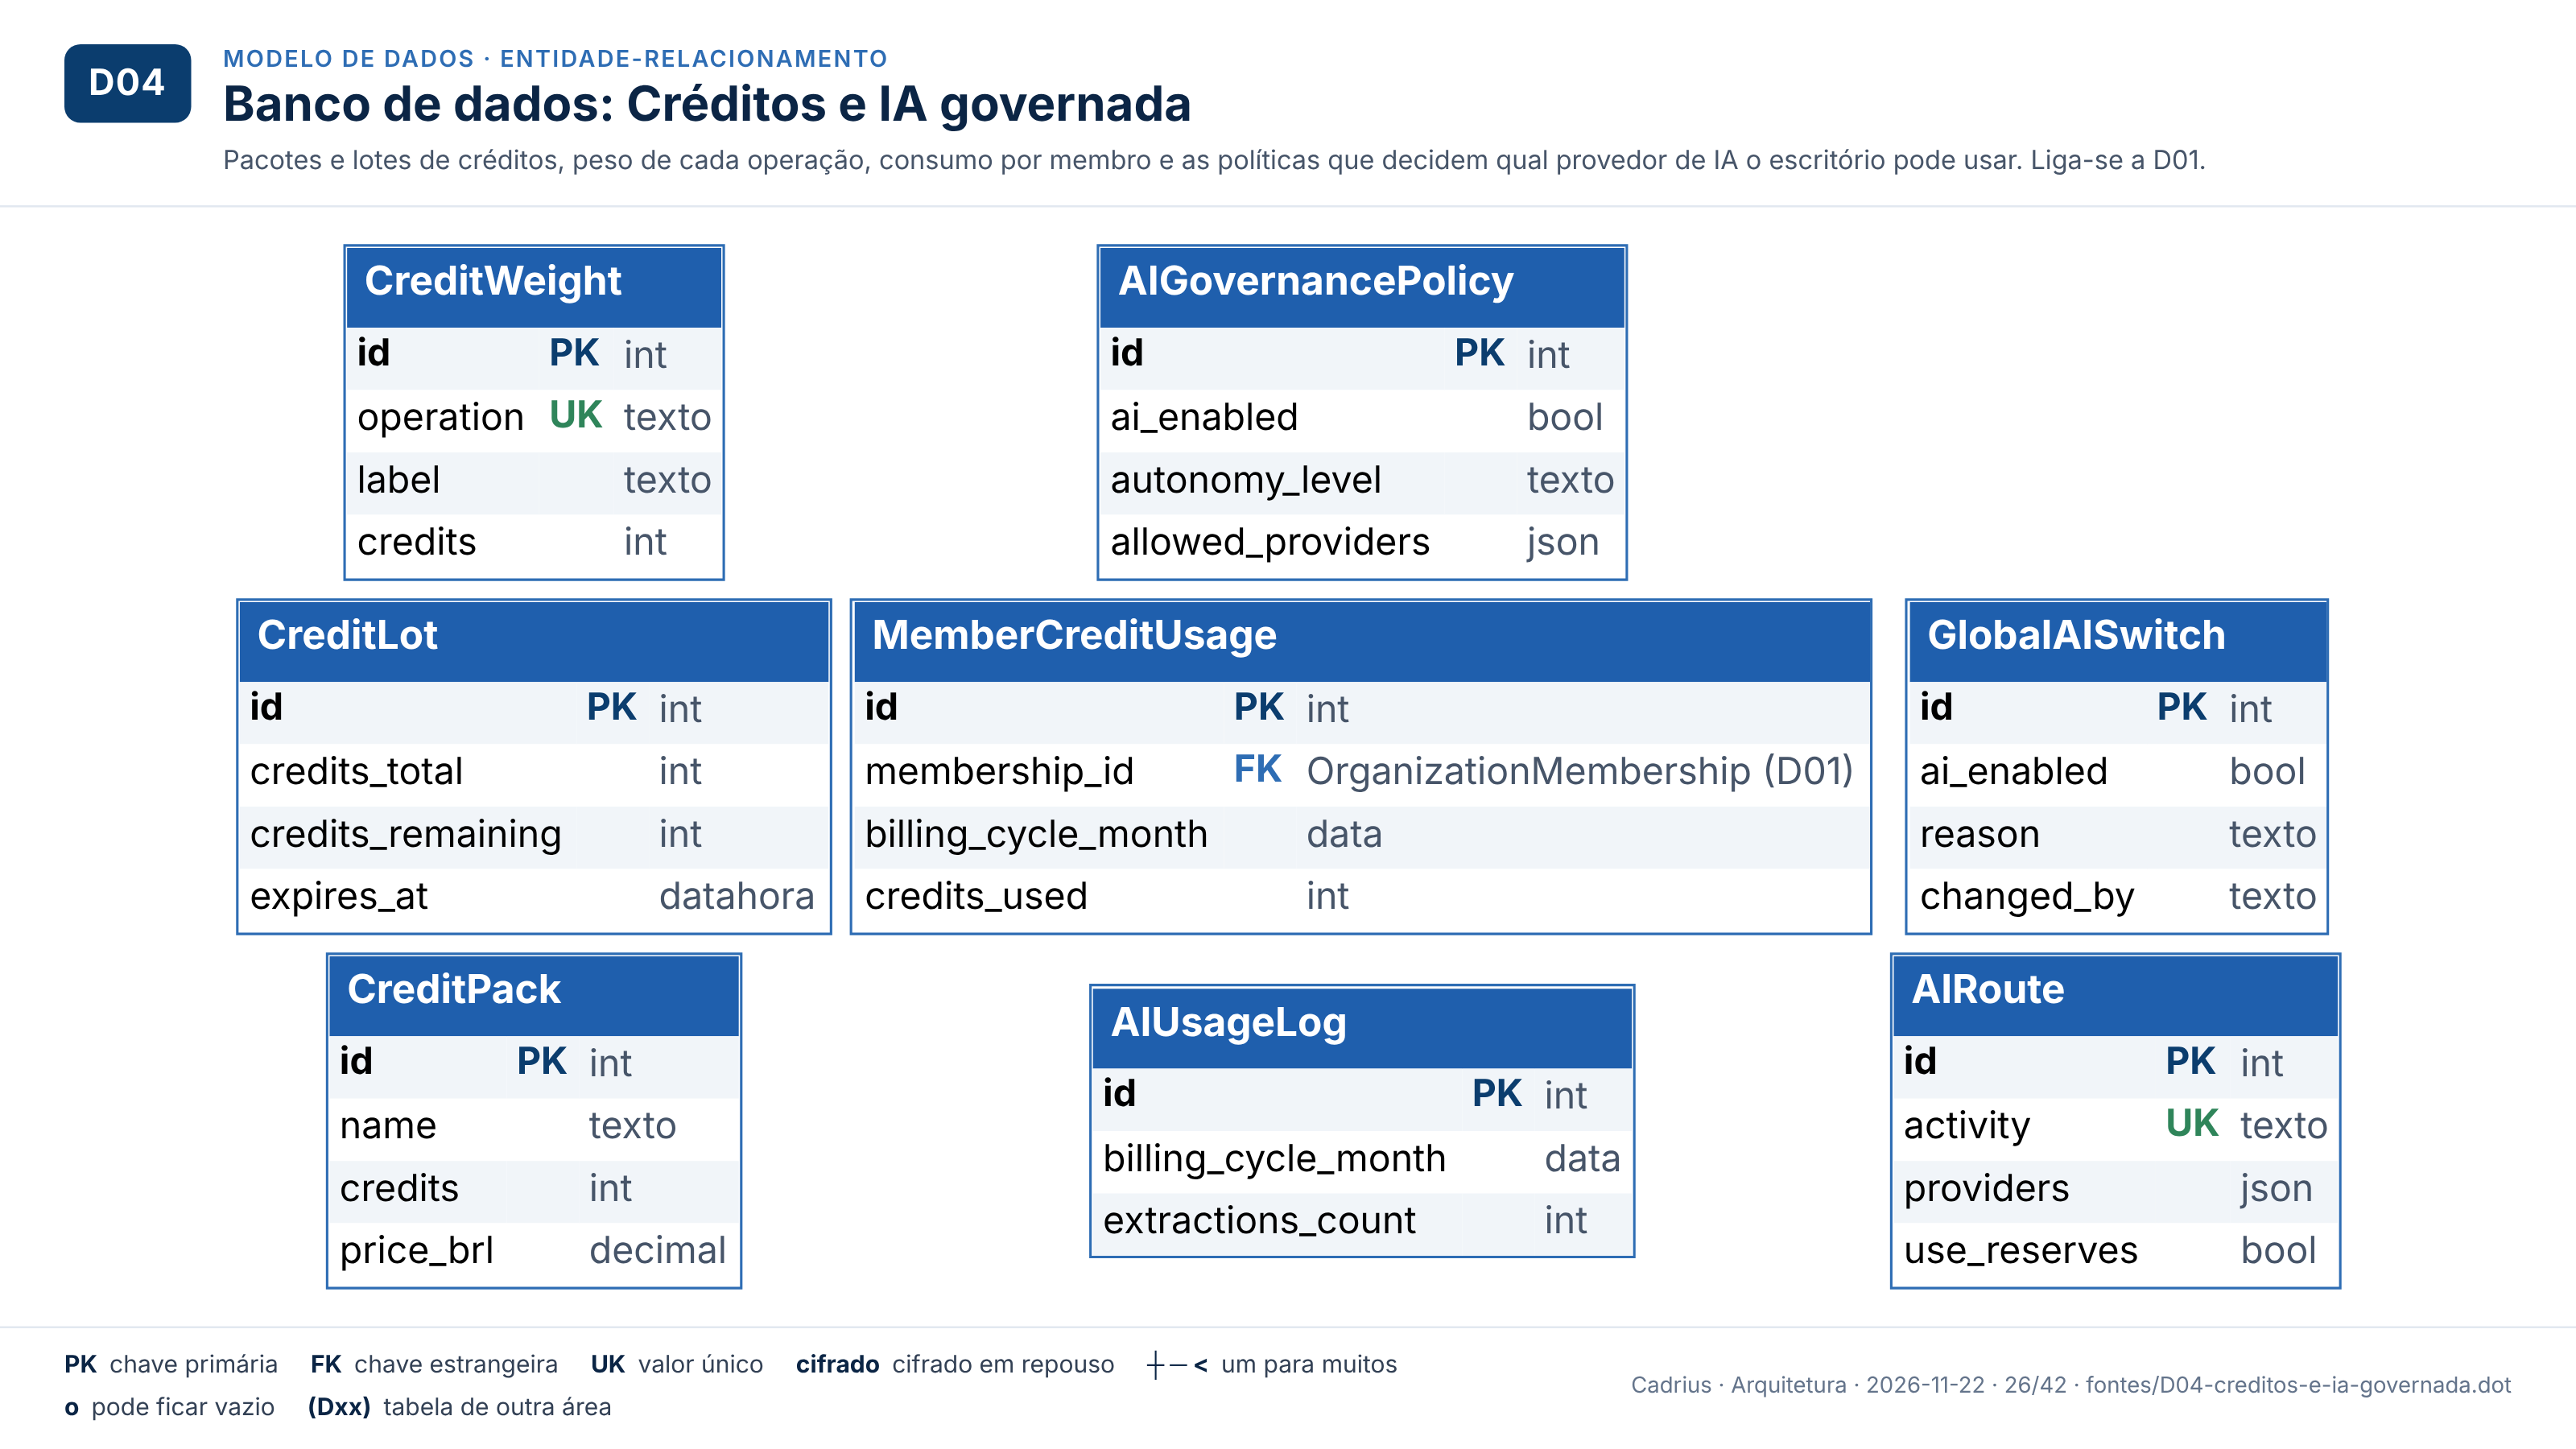 D04
MODELO DE DADOS · ENTIDADE-RELACIONAMENTO
Banco de dados: Créditos e IA governada
Pacotes e lotes de créditos, peso de cada operação, consumo por membro e as políticas que decidem qual provedor de IA o escritório pode usar. Liga-se a D01.
CreditWeight
id PK int
operation UK texto
label texto
credits int
AIGovernancePolicy
id PK int
ai_enabled bool
autonomy_level texto
allowed_providers json
CreditLot
id PK int
credits_total int
credits_remaining int
expires_at datahora
MemberCreditUsage
id PK int
membership_id FK OrganizationMembership (D01)
billing_cycle_month data
credits_used int
GlobalAISwitch
id PK int
ai_enabled bool
reason texto
changed_by texto
CreditPack
id PK int
name texto
credits int
price_brl decimal
AIUsageLog
id PK int
billing_cycle_month data
extractions_count int
AIRoute
id PK int
activity UK texto
providers json
use_reserves bool
PK chave primária FK chave estrangeira UK valor único cifrado cifrado em repouso ┼─< um para muitos
o pode ficar vazio (Dxx) tabela de outra área
Cadrius · Arquitetura · 2026-11-22 · 26/42 · fontes/D04-creditos-e-ia-governada.dot